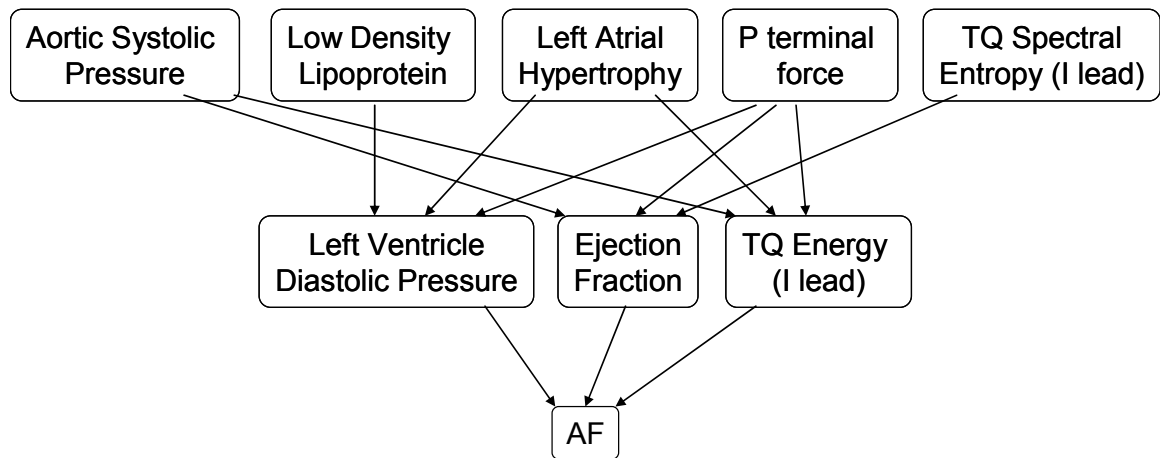 Aortic Systolic
Pressure
Low Density
Lipoprotein
Left Atrial
Hypertrophy
P terminal
force
TQ Spectral
Entropy (I lead)
Left Ventricle
Diastolic Pressure
Ejection
Fraction
TQ Energy
(I lead)
AF